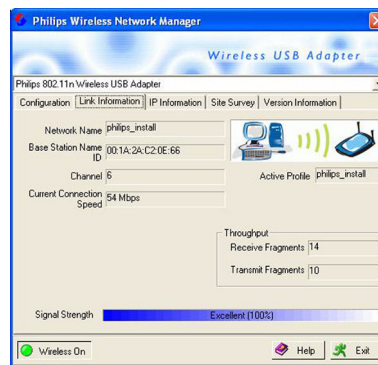 Philips Wireless Network Manager
Wireless USB Adapter
Philips 802.11n Wireless USB Adapter
Configuration Link Information IP Information Site Survey Version Information
Network Name philips_install
Base Station Name ID 00:1A:2A:C2:0E:66
Channel 6
Active Profile philips_install
Current Connection Speed 54 Mbps
Throughput
Receive Fragments 14
Transmit Fragments 10
Signal Strength Excellent (100%)
Wireless On Help Exit